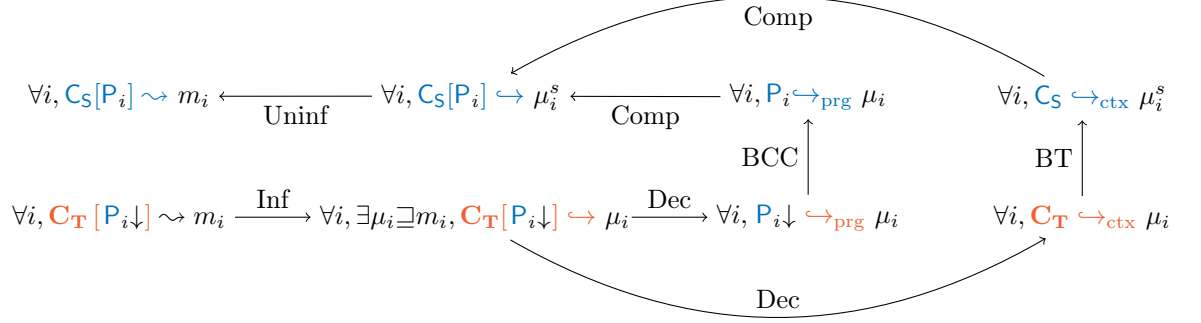 Comp
∀i, C_S[P_i] ⇝ m_i Uninf ∀i, C_S[P_i] ↪ μ_i^s Comp ∀i, P_i ↪_prg μ_i ∀i, C_S ↪_ctx μ_i^s
BCC BT
∀i, C_T [P_i↓] ⇝ m_i Inf ∀i, ∃μ_i ⊒ m_i, C_T[P_i↓] ↪ μ_i Dec ∀i, P_i↓ ↪_prg μ_i ∀i, C_T ↪_ctx μ_i
Dec